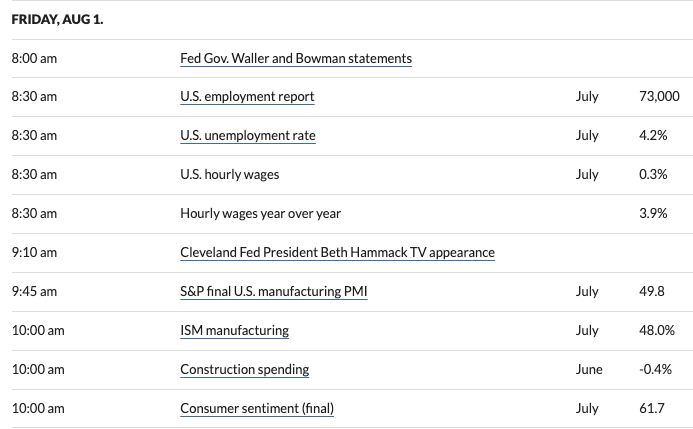 FRIDAY, AUG 1.
8:00 am Fed Gov. Waller and Bowman statements
8:30 am U.S. employment report July 73,000
8:30 am U.S. unemployment rate July 4.2%
8:30 am U.S. hourly wages July 0.3%
8:30 am Hourly wages year over year 3.9%
9:10 am Cleveland Fed President Beth Hammack TV appearance
9:45 am S&P final U.S. manufacturing PMI July 49.8
10:00 am ISM manufacturing July 48.0%
10:00 am Construction spending June -0.4%
10:00 am Consumer sentiment (final) July 61.7